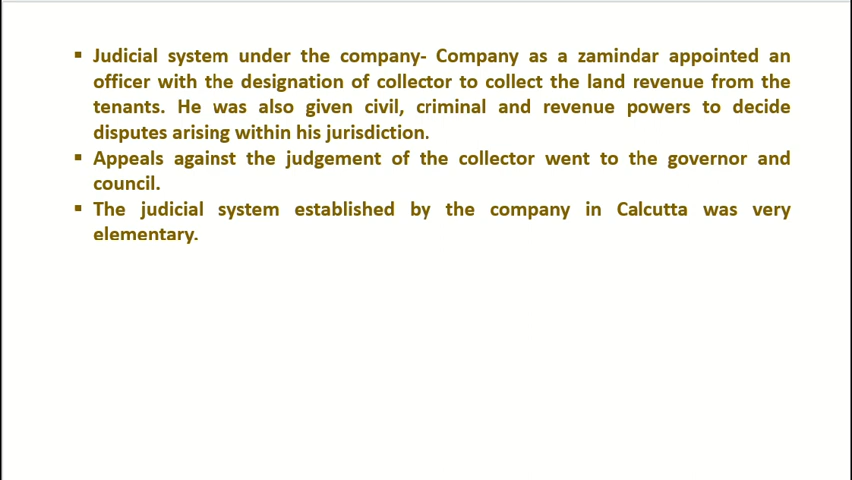 ▪ Judicial system under the company- Company as a zamindar appointed an
officer with the designation of collector to collect the land revenue from the
tenants. He was also given civil, criminal and revenue powers to decide
disputes arising within his jurisdiction.
▪ Appeals against the judgement of the collector went to the governor and
council.
▪ The judicial system established by the company in Calcutta was very
elementary.